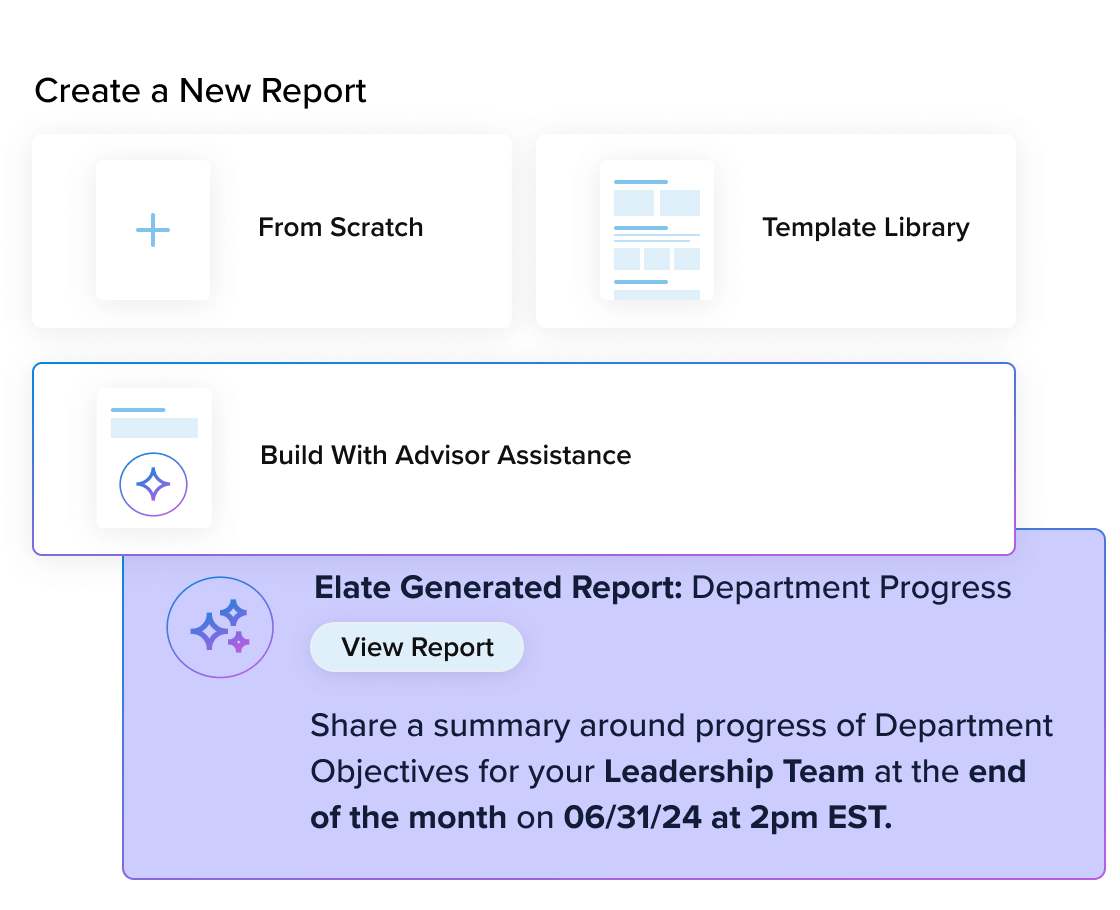 Create a New Report
From Scratch
Template Library
Build With Advisor Assistance
Elate Generated Report: Department Progress
View Report
Share a summary around progress of Department
Objectives for your Leadership Team at the end
of the month on 06/31/24 at 2pm EST.